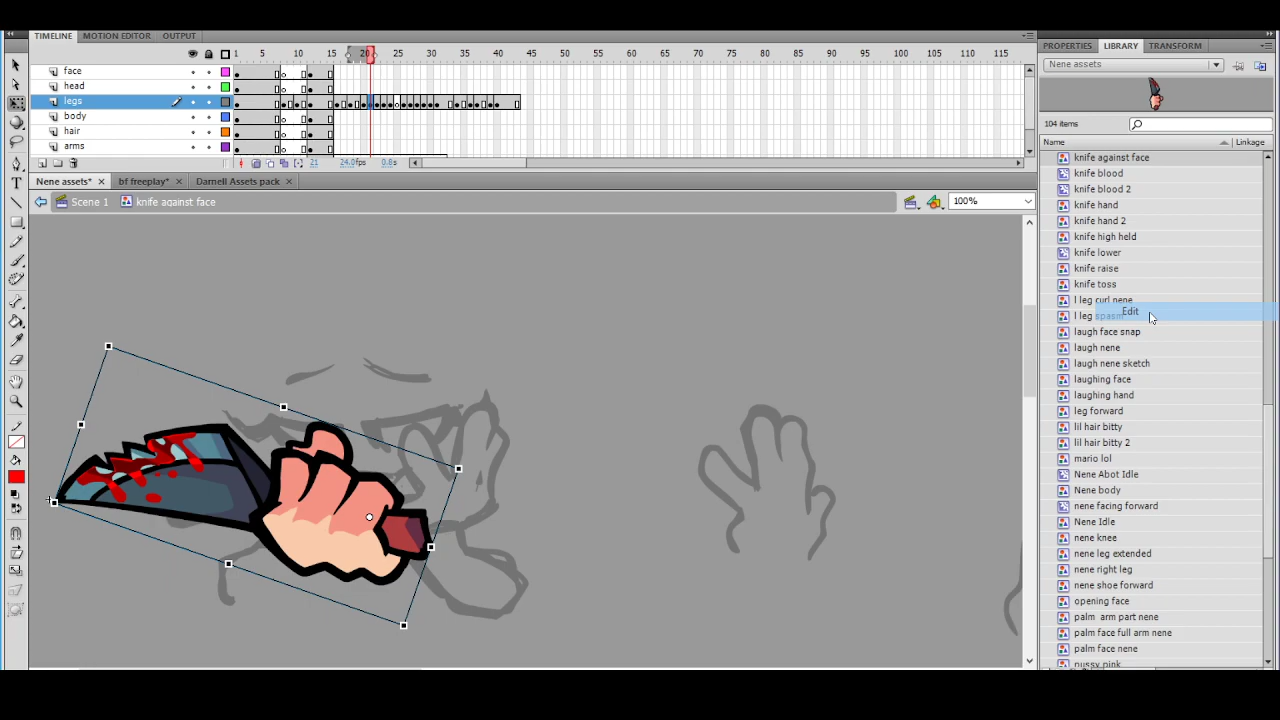 TIMELINE MOTION EDITOR OUTPUT
1 5 10 15 20 25 30 35 40 45 50 55 60 65 70 75 80 85 90 95 100 105 110 115
face
head
legs
body
hair
arms
21 24.0fps 0.8s
Nene assets* bf freeplay* Darnell Assets pack
Scene 1 knife against face 100%
PROPERTIES LIBRARY TRANSFORM
Nene assets
104 items
Name Linkage
knife against face
knife blood
knife blood 2
knife hand
knife hand 2
knife high held
knife lower
knife raise
knife toss
l leg curl nene
l leg spasm
Edit
laugh face snap
laugh nene
laugh nene sketch
laughing face
laughing hand
leg forward
lil hair bitty
lil hair bitty 2
mario lol
Nene Abot Idle
Nene body
nene facing forward
Nene Idle
nene knee
nene leg extended
nene right leg
nene shoe forward
opening face
palm arm part nene
palm face full arm nene
palm face nene